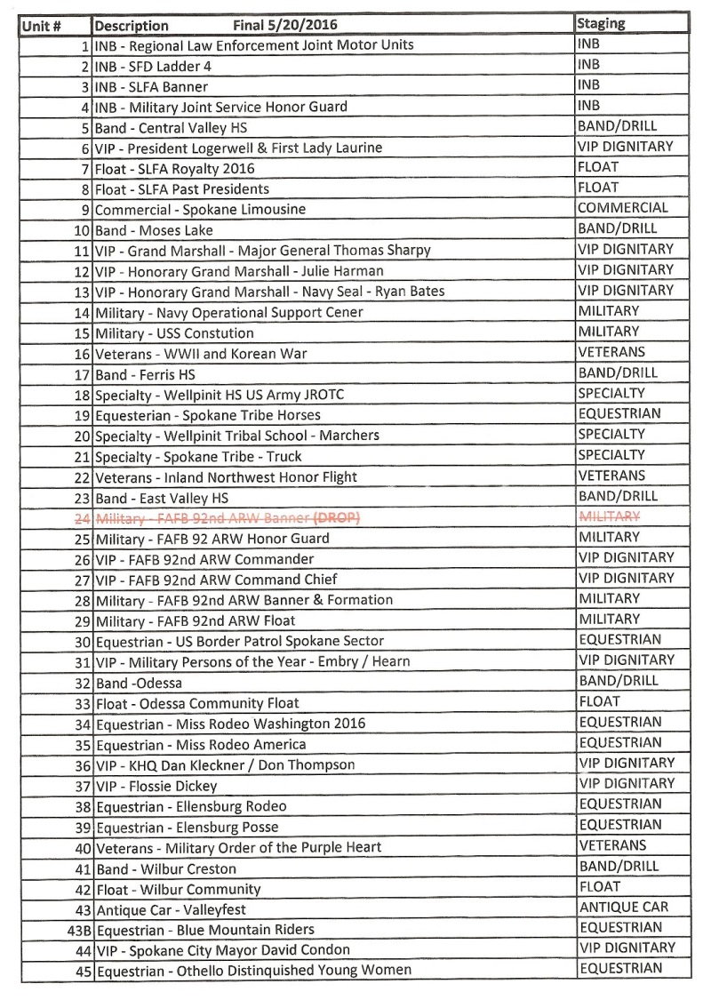 Unit # Description Final 5/20/2016 Staging
1 INB - Regional Law Enforcement Joint Motor Units INB
2 INB - SFD Ladder 4 INB
3 INB - SLFA Banner INB
4 INB - Military Joint Service Honor Guard INB
5 Band - Central Valley HS BAND/DRILL
6 VIP - President Logerwell & First Lady Laurine VIP DIGNITARY
7 Float - SLFA Royalty 2016 FLOAT
8 Float - SLFA Past Presidents FLOAT
9 Commercial - Spokane Limousine COMMERCIAL
10 Band - Moses Lake BAND/DRILL
11 VIP - Grand Marshall - Major General Thomas Sharpy VIP DIGNITARY
12 VIP - Honorary Grand Marshall - Julie Harman VIP DIGNITARY
13 VIP - Honorary Grand Marshall - Navy Seal - Ryan Bates VIP DIGNITARY
14 Military - Navy Operational Support Cener MILITARY
15 Military - USS Constution MILITARY
16 Veterans - WWII and Korean War VETERANS
17 Band - Ferris HS BAND/DRILL
18 Specialty - Wellpinit HS US Army JROTC SPECIALTY
19 Equesterian - Spokane Tribe Horses EQUESTRIAN
20 Specialty - Wellpinit Tribal School - Marchers SPECIALTY
21 Specialty - Spokane Tribe - Truck SPECIALTY
22 Veterans - Inland Northwest Honor Flight VETERANS
23 Band - East Valley HS BAND/DRILL
24 Military - FAFB 92nd ARW Banner (DROP) MILITARY
25 Military - FAFB 92 ARW Honor Guard MILITARY
26 VIP - FAFB 92nd ARW Commander VIP DIGNITARY
27 VIP - FAFB 92nd ARW Command Chief VIP DIGNITARY
28 Military - FAFB 92nd ARW Banner & Formation MILITARY
29 Military - FAFB 92nd ARW Float MILITARY
30 Equestrian - US Border Patrol Spokane Sector EQUESTRIAN
31 VIP - Military Persons of the Year - Embry / Hearn VIP DIGNITARY
32 Band -Odessa BAND/DRILL
33 Float - Odessa Community Float FLOAT
34 Equestrian - Miss Rodeo Washington 2016 EQUESTRIAN
35 Equestrian - Miss Rodeo America EQUESTRIAN
36 VIP - KHQ Dan Kleckner / Don Thompson VIP DIGNITARY
37 VIP - Flossie Dickey VIP DIGNITARY
38 Equestrian - Ellensburg Rodeo EQUESTRIAN
39 Equestrian - Elensburg Posse EQUESTRIAN
40 Veterans - Military Order of the Purple Heart VETERANS
41 Band - Wilbur Creston BAND/DRILL
42 Float - Wilbur Community FLOAT
43 Antique Car - Valleyfest ANTIQUE CAR
43B Equestrian - Blue Mountain Riders EQUESTRIAN
44 VIP - Spokane City Mayor David Condon VIP DIGNITARY
45 Equestrian - Othello Distinguished Young Women EQUESTRIAN